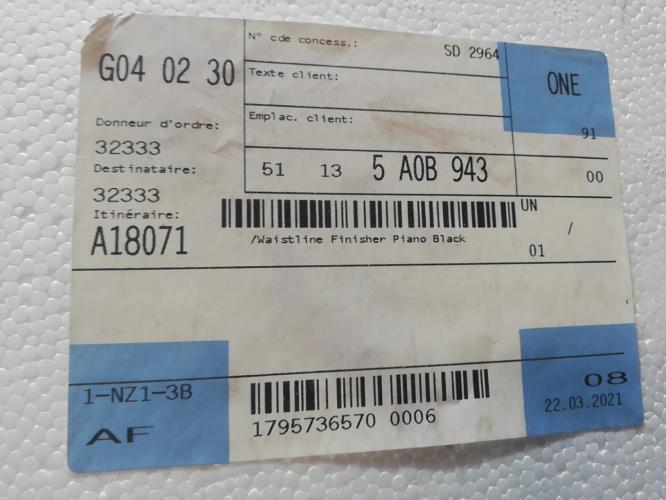 G04 02 30
N° cde concess.:
SD 2964
ONE
Texte client:
Emplac. client:
91
Donneur d'ordre:
32333
Destinataire:
32333
51 13 5 A0B 943
00
Itinéraire:
A18071
UN
/
/Waistline Finisher Piano Black
01
1-NZ1-3B
AF
1795736570 0006
08
22.03.2021